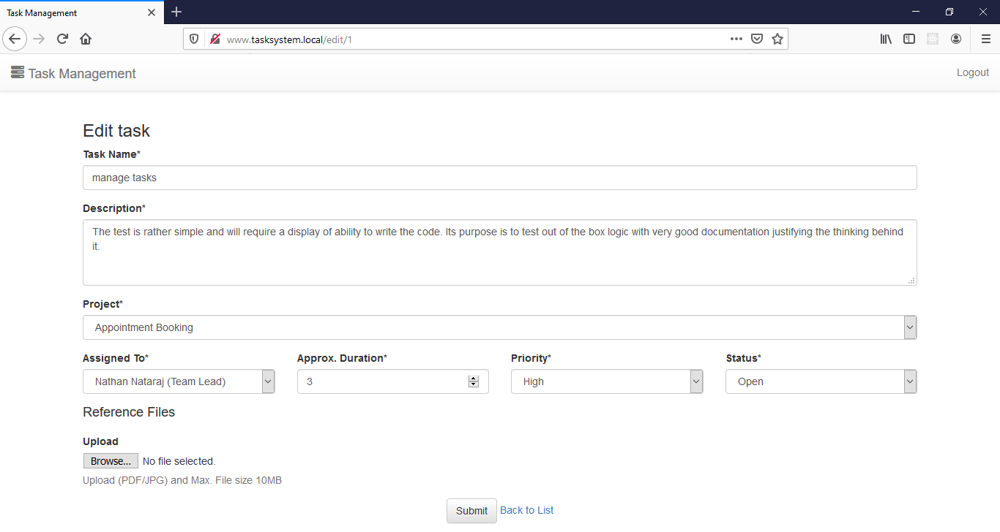 Task Management
www.tasksystem.local/edit/1
Task Management
Logout
Edit task
Task Name*
manage tasks
Description*
The test is rather simple and will require a display of ability to write the code. Its purpose is to test out of the box logic with very good documentation justifying the thinking behind
it.
Project*
Appointment Booking
Assigned To* Approx. Duration* Priority* Status*
Nathan Nataraj (Team Lead) 3 High Open
Reference Files
Upload
Browse... No file selected.
Upload (PDF/JPG) and Max. File size 10MB
Submit Back to List